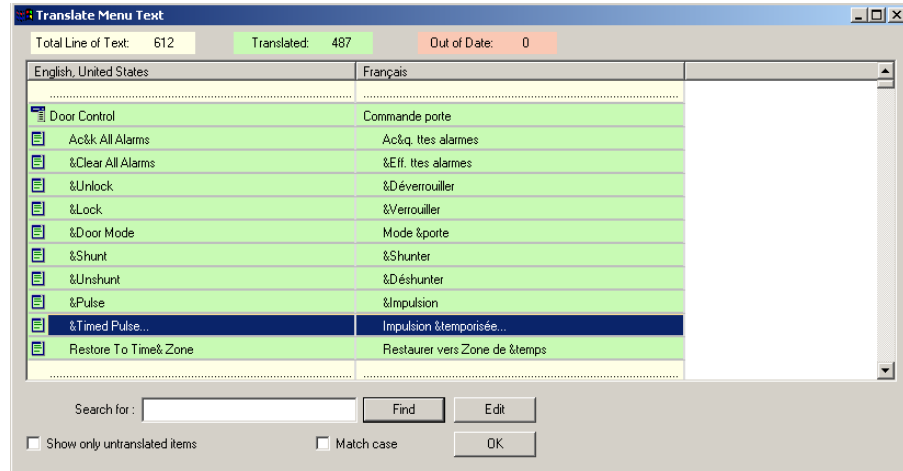 Translate Menu Text
Total Line of Text: 612 Translated: 487 Out of Date: 0
English, United States Français
Door Control Commande porte
Ac&k All Alarms Ac&q. ttes alarmes
&Clear All Alarms &Eff. ttes alarmes
&Unlock &Déverrouiller
&Lock &Verrouiller
&Door Mode Mode &porte
&Shunt &Shunter
&Unshunt &Déshunter
&Pulse &Impulsion
&Timed Pulse... Impulsion &temporisée...
Restore To Time& Zone Restaurer vers Zone de &temps
Search for : Find Edit
Show only untranslated items Match case OK